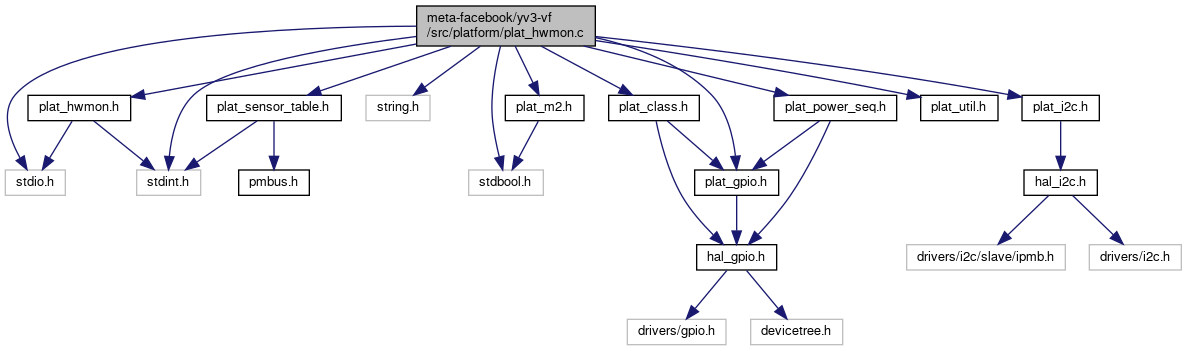 meta-facebook/yv3-vf
/src/platform/plat_hwmon.c
plat_hwmon.h
plat_sensor_table.h
string.h
plat_m2.h
plat_class.h
plat_power_seq.h
plat_util.h
plat_i2c.h
stdio.h
stdint.h
pmbus.h
stdbool.h
plat_gpio.h
hal_i2c.h
hal_gpio.h
drivers/i2c/slave/ipmb.h
drivers/i2c.h
drivers/gpio.h
devicetree.h